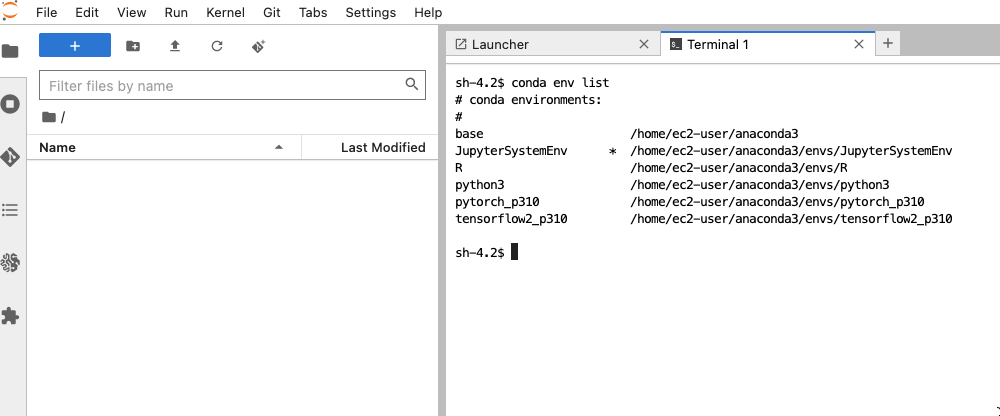 File Edit View Run Kernel Git Tabs Settings Help
+
Filter files by name
/
Name Last Modified
Launcher
Terminal 1
sh-4.2$ conda env list
# conda environments:
#
base /home/ec2-user/anaconda3
JupyterSystemEnv * /home/ec2-user/anaconda3/envs/JupyterSystemEnv
R /home/ec2-user/anaconda3/envs/R
python3 /home/ec2-user/anaconda3/envs/python3
pytorch_p310 /home/ec2-user/anaconda3/envs/pytorch_p310
tensorflow2_p310 /home/ec2-user/anaconda3/envs/tensorflow2_p310
sh-4.2$